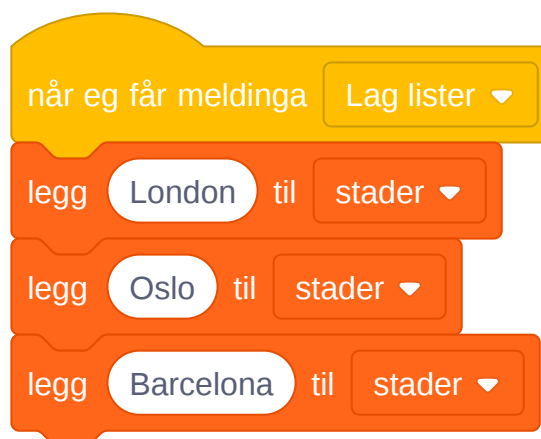 når eg får meldinga Lag lister
legg London til stader
legg Oslo til stader
legg Barcelona til stader